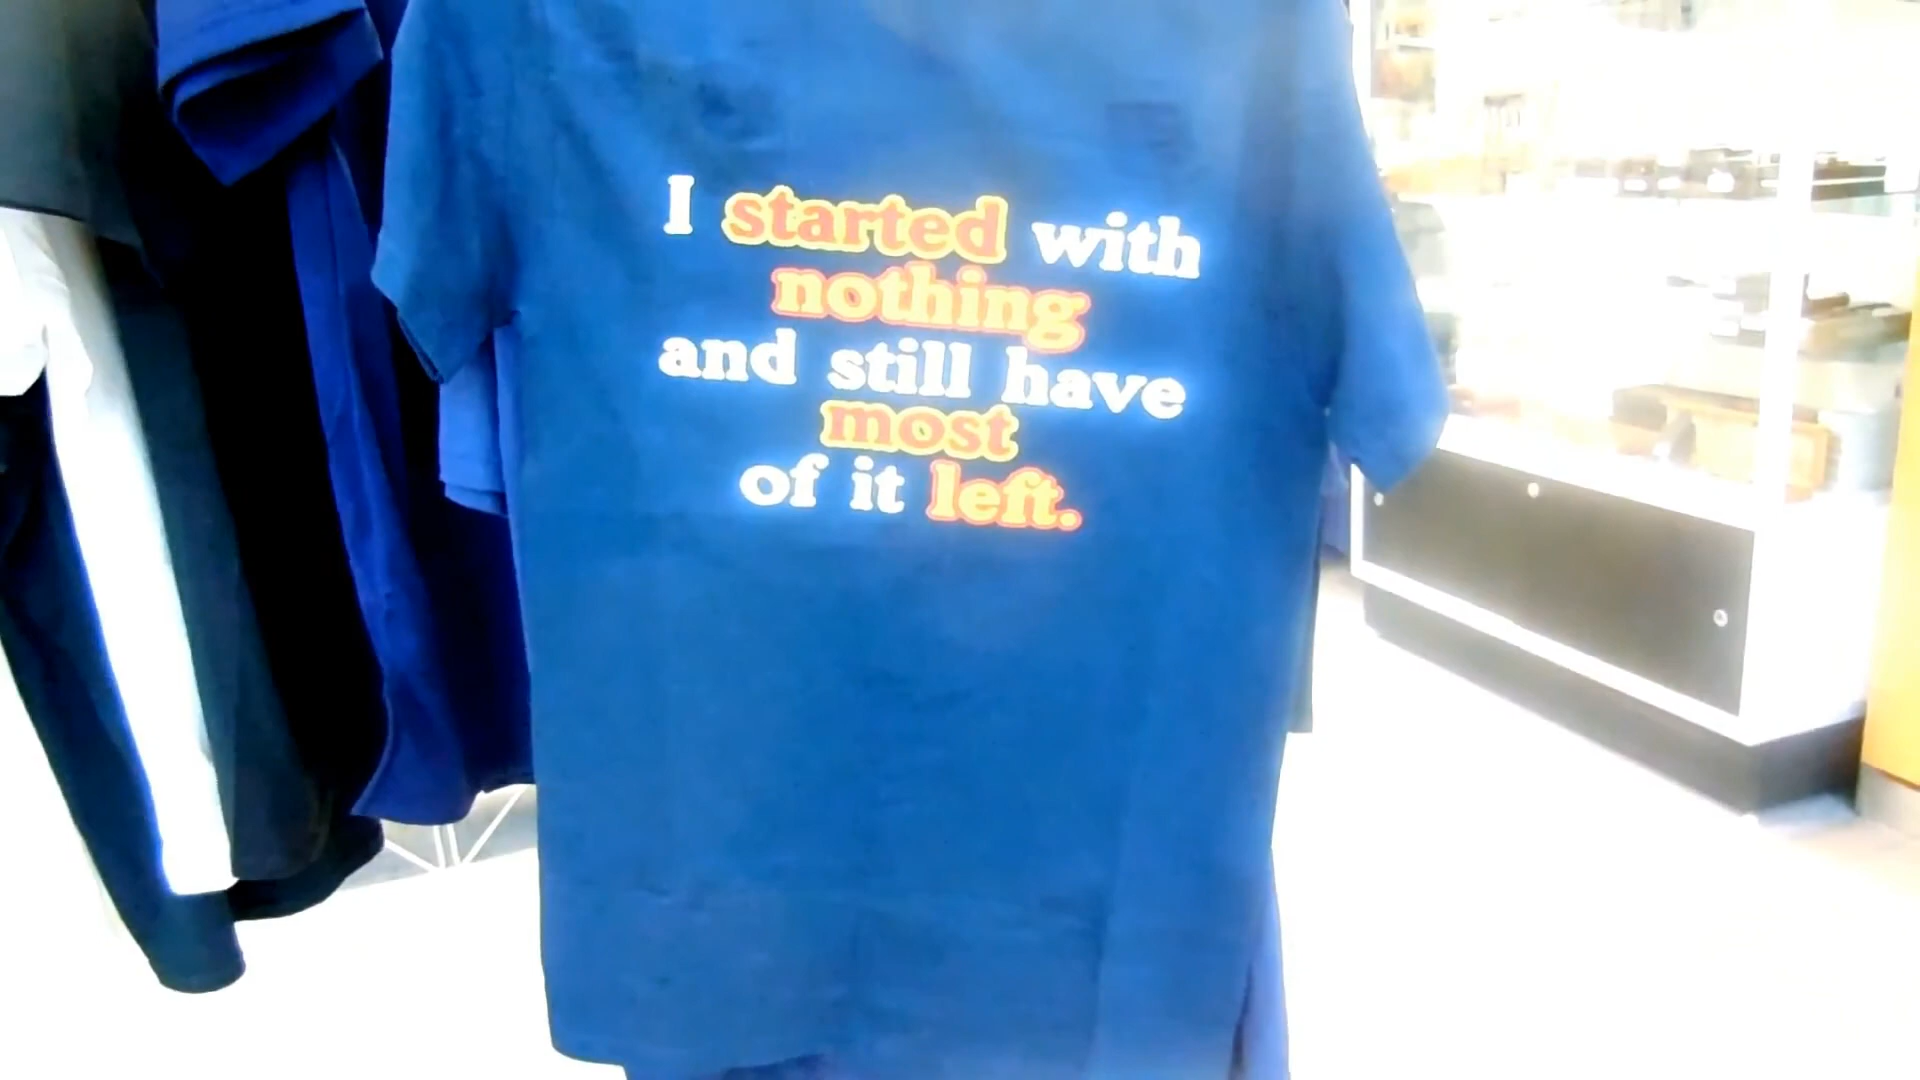 I started with
nothing
and still have
most
of it left.